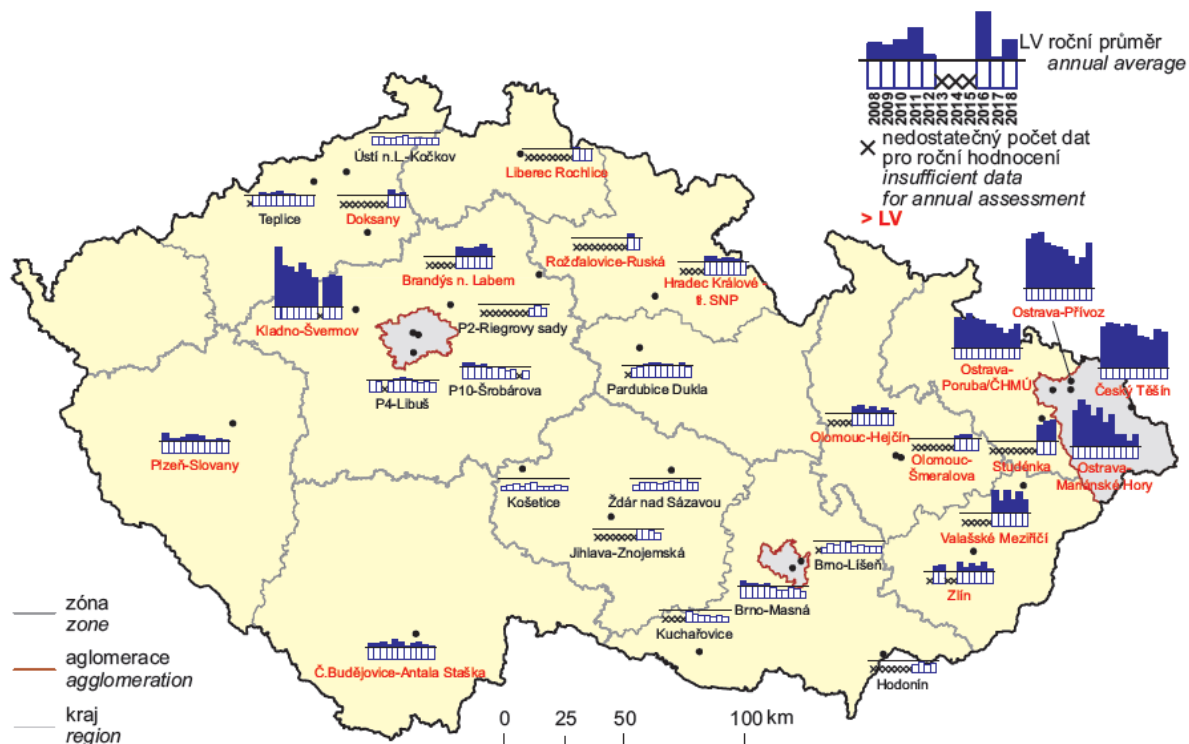 LV roční průměr
annual average
2008
2009
2010
2011
2012
2013
2014
2015
2016
2017
2018
nedostatečný počet dat
pro roční hodnocení
insufficient data
for annual assessment
> LV
Ústí n.L.-Kočkov
Liberec Rochlice
Teplice
Doksany
Rožďalovice-Ruská
Brandýs n. Labem
Hradec Králové -
tř. SNP
Ostrava-Přívoz
Kladno-Švermov
P2-Riegrovy sady
Ostrava-
Poruba/ČHMÚ
Český Těšín
P4-Libuš
P10-Šrobárova
Pardubice Dukla
Olomouc-Hejčín
Plzeň-Slovany
Olomouc-
Šmeralova
Studénka
Ostrava-
Mariánské Hory
Košetice
Ždár nad Sázavou
Jihlava-Znojemská
Valašské Meziříčí
Brno-Líšeň
Zlín
Brno-Masná
Kuchařovice
Č.Budějovice-Antala Staška
Hodonín
zóna
zone
aglomerace
agglomeration
kraj
region
0 25 50 100 km